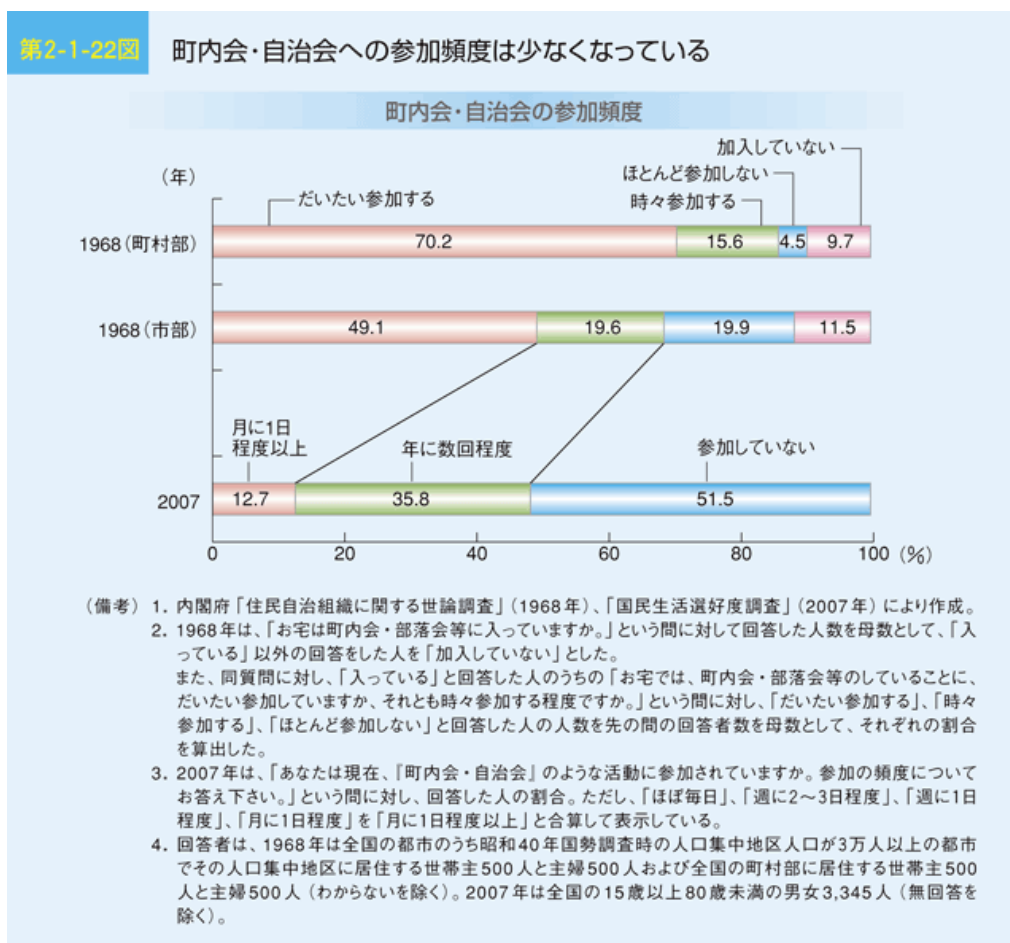 第2-1-22図 町内会・自治会への参加頻度は少なくなっている
町内会・自治会の参加頻度
加入していない
ほとんど参加しない
（年）
だいたい参加する
時々参加する
1968（町村部） 70.2 15.6 4.5 9.7
1968（市部） 49.1 19.6 19.9 11.5
月に1日
程度以上
年に数回程度
参加していない
2007 12.7 35.8 51.5
0 20 40 60 80 100 (%)
（備考）1. 内閣府「住民自治組織に関する世論調査」（1968年）、「国民生活選好度調査」（2007年）により作成。
2. 1968年は、「お宅は町内会・部落会等に入っていますか。」という問に対して回答した人数を母数として、「入
っている」以外の回答をした人を「加入していない」とした。
また、同質問に対し、「入っている」と回答した人のうちの「お宅では、町内会・部落会等のしていることに、
だいたい参加していますか、それとも時々参加する程度ですか。」という問に対し、「だいたい参加する」、「時々
参加する」、「ほとんど参加しない」と回答した人の人数を先の問の回答者数を母数として、それぞれの割合
を算出した。
3. 2007年は、「あなたは現在、『町内会・自治会』のような活動に参加されていますか。参加の頻度について
お答え下さい。」という問に対し、回答した人の割合。ただし、「ほぼ毎日」、「週に2～3日程度」、「週に1日
程度」、「月に1日程度」を「月に1日程度以上」と合算して表示している。
4. 回答者は、1968年は全国の都市のうち昭和40年国勢調査時の人口集中地区人口が3万人以上の都市
でその人口集中地区に居住する世帯主500人と主婦500人および全国の町村部に居住する世帯主500
人と主婦500人（わからないを除く）。2007年は全国の15歳以上80歳未満の男女3,345人（無回答を
除く）。